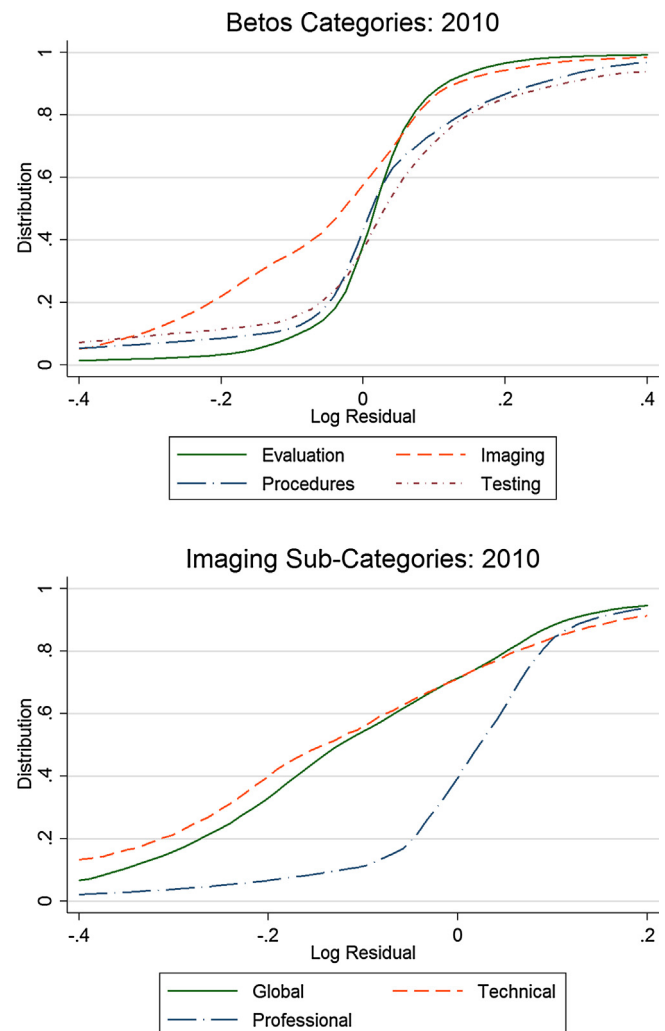 Betos Categories: 2010
Distribution
1
.8
.6
.4
.2
0
-.4
-.2
0
.2
.4
Log Residual
Evaluation
Imaging
Procedures
Testing
Imaging Sub-Categories: 2010
Distribution
1
.8
.6
.4
.2
0
-.4
-.2
0
.2
Log Residual
Global
Technical
Professional